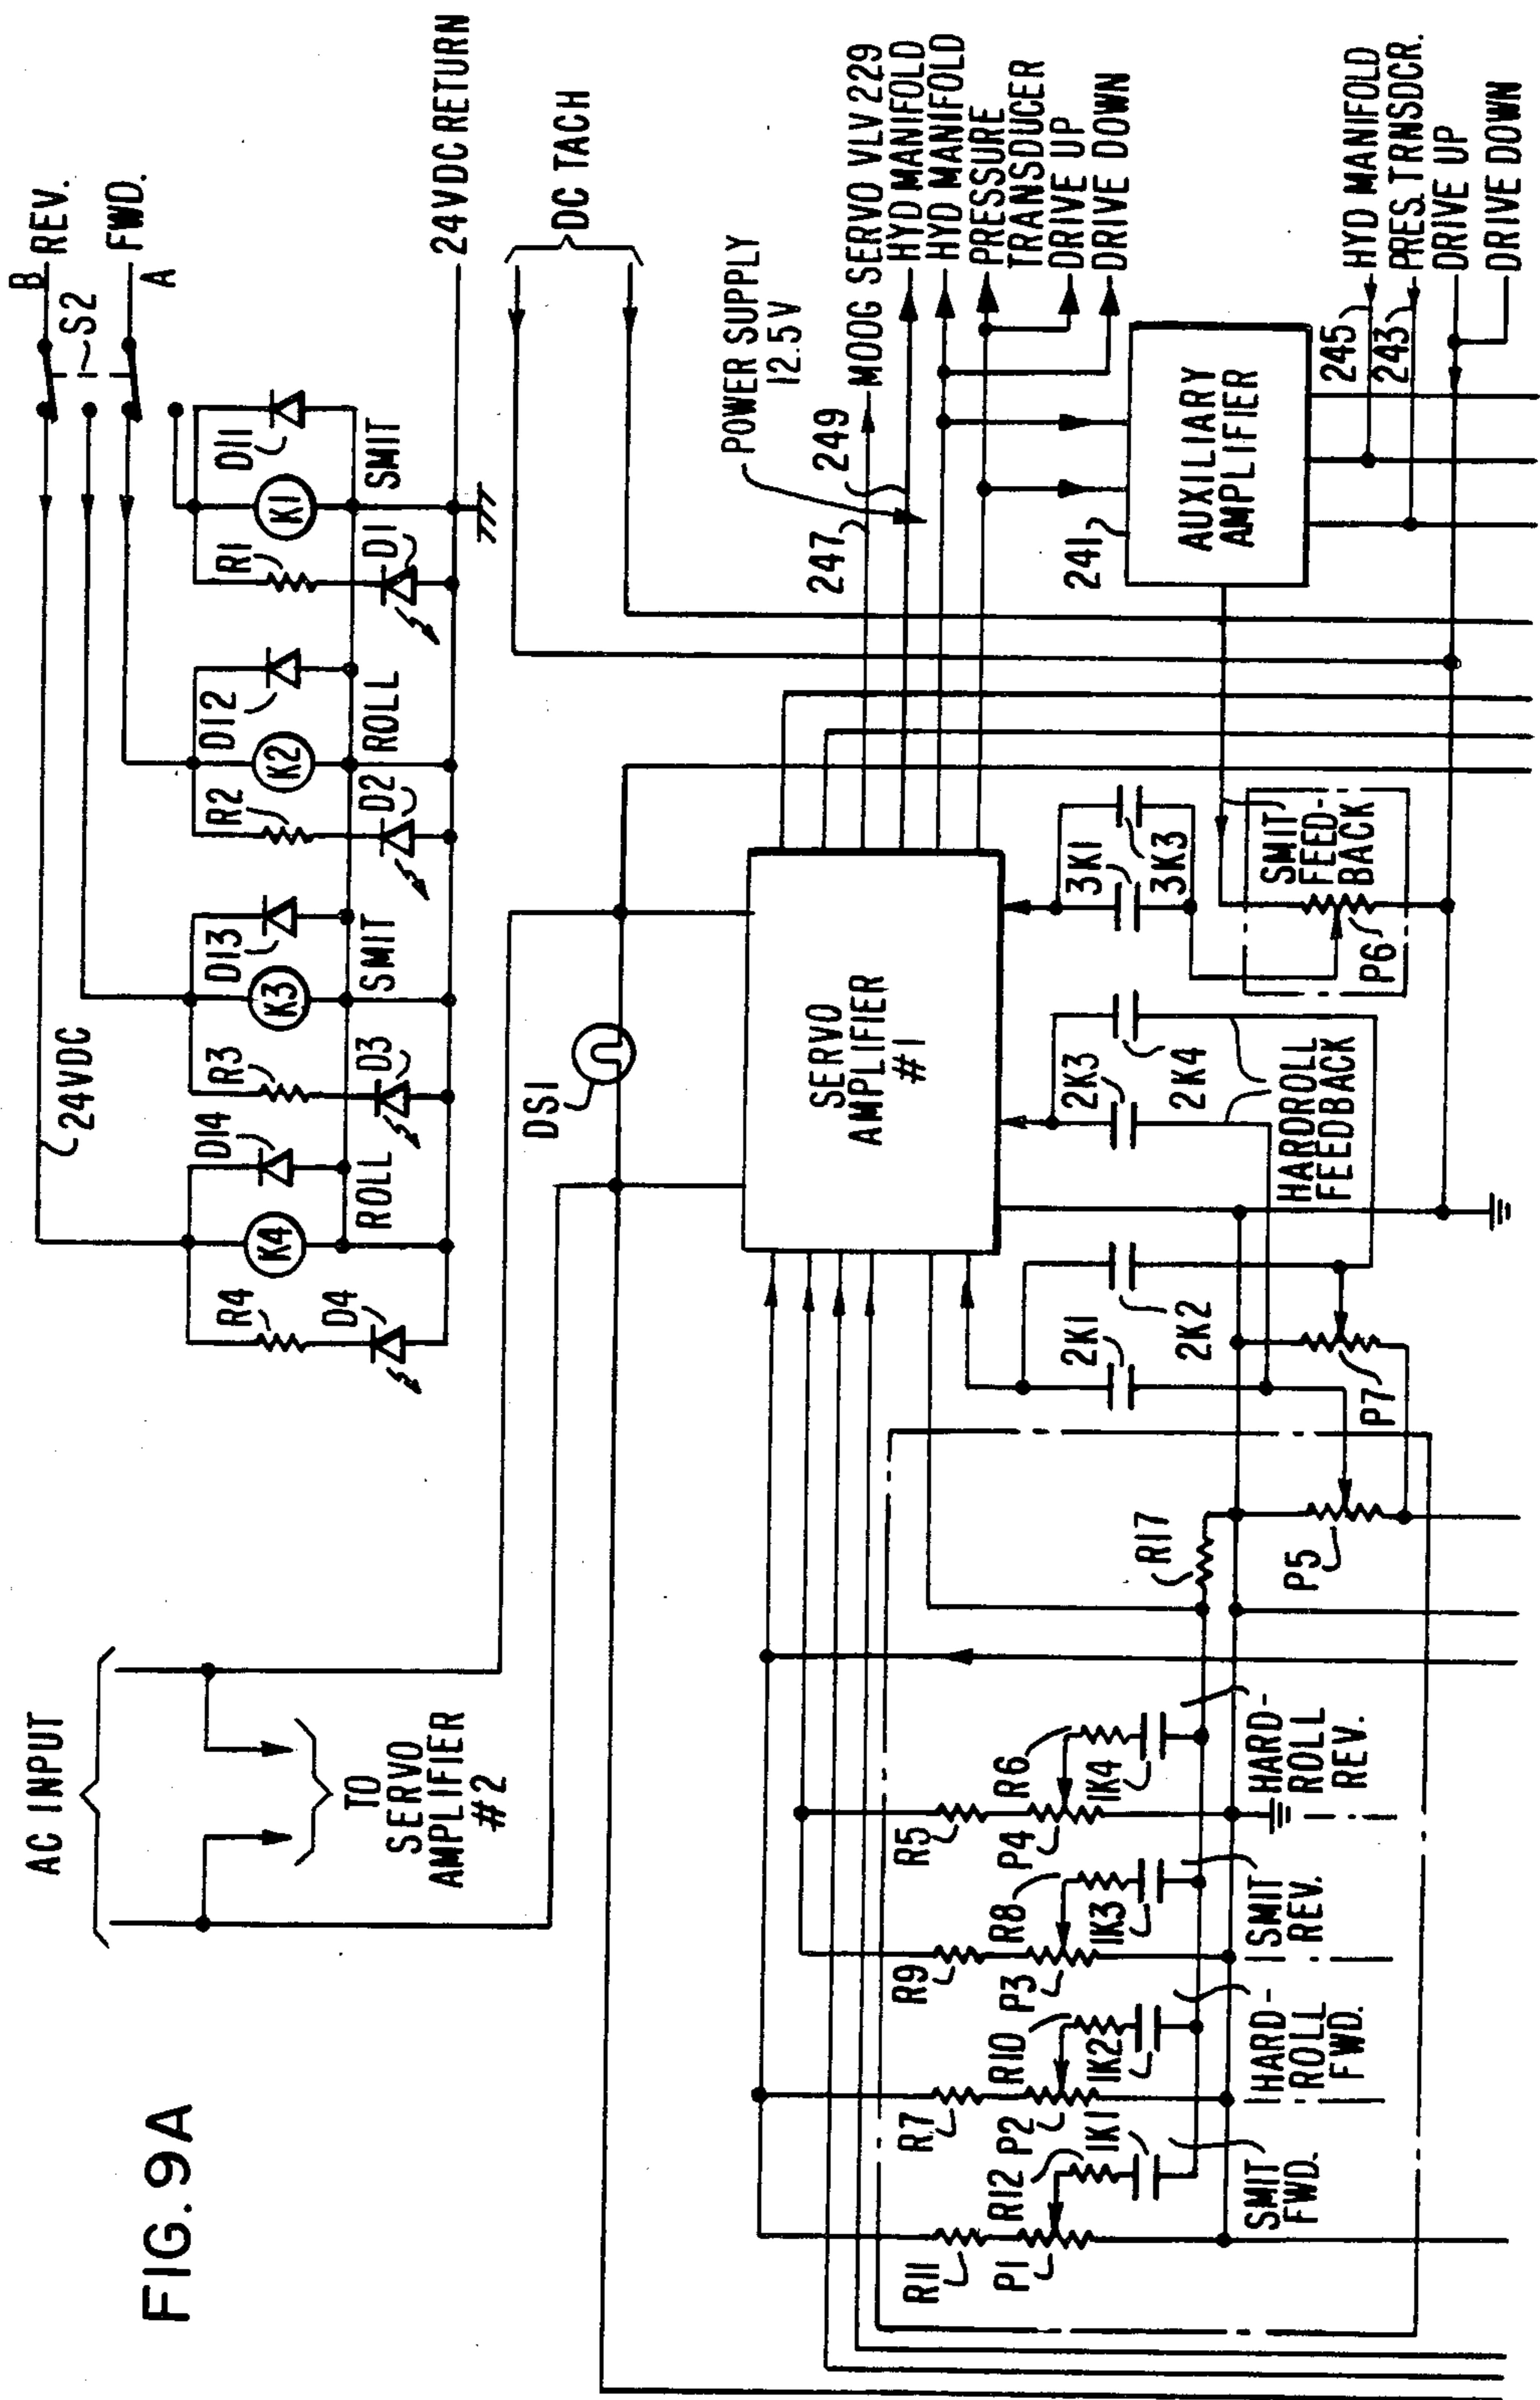 FIG. 9A
AC INPUT
TO
SERVO
AMPLIFIER
#2
24VDC
B
REV.
S2
FWD.
A
R4
D4
D14
K4
ROLL
R3
D3
D13
K3
SMIT
R2
D2
D12
K2
ROLL
R1
D1
D11
K1
SMIT
24VDC RETURN
DC TACH
DS1
SERVO
AMPLIFIER
#1
POWER SUPPLY
12.5V
247
249
MOOG SERVO VLV 229
HYD MANIFOLD
HYD MANIFOLD
PRESSURE
TRANSDUCER
DRIVE UP
DRIVE DOWN
241
AUXILIARY
AMPLIFIER
245
243
HYD MANIFOLD
PRES. TRNSDCR.
DRIVE UP
DRIVE DOWN
R11
P1
R12
1K1
SMIT
FWD.
R7
P2
R10
1K2
HARD-
ROLL
FWD.
R9
P3
R8
1K3
SMIT
REV.
R5
P4
R6
1K4
HARD-
ROLL
REV.
R17
P5
P7
2K1
2K2
2K3
2K4
HARDROLL
FEEDBACK
3K1
3K3
SMIT
FEED-
BACK
P6